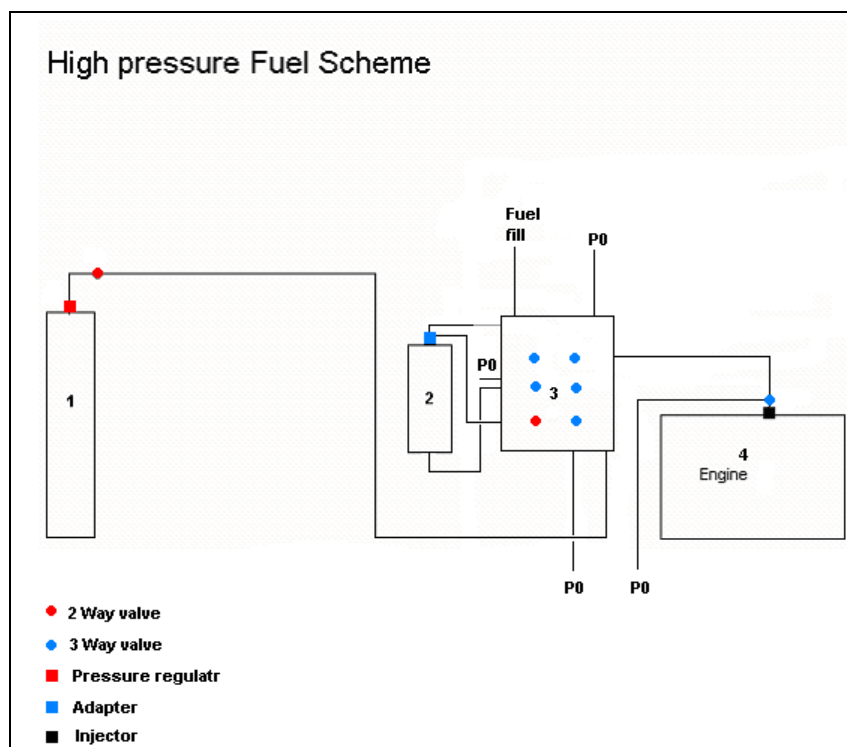 High pressure Fuel Scheme
Fuel
fill
P0
P0
1
2
3
4
Engine
P0
P0
2 Way valve
3 Way valve
Pressure regulatr
Adapter
Injector